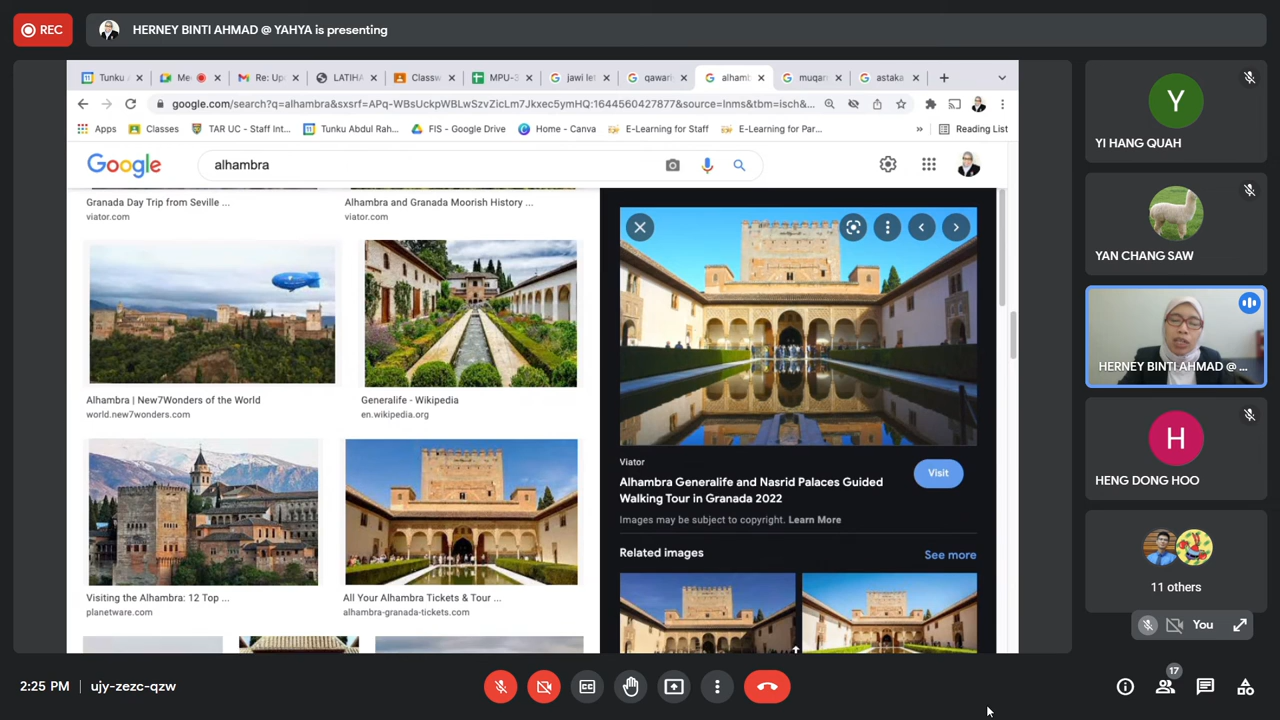 REC
HERNEY BINTI AHMAD @ YAHYA is presenting
Tunku
Me
Re: Up
LATIHA
Classw
MPU-3
jawi let
qawari
alhamb
muqar
astaka
google.com/search?q=alhambra&sxsrf=APq-WBsUckpWBLwSzvZicLm7Jkxec5ymHQ:1644560427877&source=lnms&tbm=isch&...
Apps
Classes
TAR UC - Staff Int...
Tunku Abdul Rah...
FIS - Google Drive
Home - Canva
E-Learning for Staff
E-Learning for Par...
»
Reading List
Google
alhambra
Granada Day Trip from Seville ...
viator.com
Alhambra and Granada Moorish History ...
viator.com
Alhambra | New7Wonders of the World
world.new7wonders.com
Generalife - Wikipedia
en.wikipedia.org
Visiting the Alhambra: 12 Top ...
planetware.com
All Your Alhambra Tickets & Tour ...
alhambra-granada-tickets.com
Viator
Alhambra Generalife and Nasrid Palaces Guided
Walking Tour in Granada 2022
Visit
Images may be subject to copyright. Learn More
Related images
See more
Y
YI HANG QUAH
YAN CHANG SAW
HERNEY BINTI AHMAD @ ...
H
HENG DONG HOO
11 others
You
2:25 PM | ujy-zezc-qzw
17